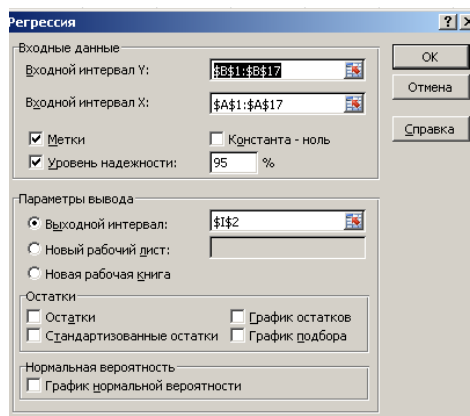 Регрессия
Входные данные
Входной интервал Y: $B$1:$B$17
Входной интервал X: $A$1:$A$17
Метки Константа - ноль
Уровень надежности: 95 %
ОК
Отмена
Справка
Параметры вывода
Выходной интервал: $I$2
Новый рабочий лист:
Новая рабочая книга
Остатки
Остатки График остатков
Стандартизованные остатки График подбора
Нормальная вероятность
График нормальной вероятности